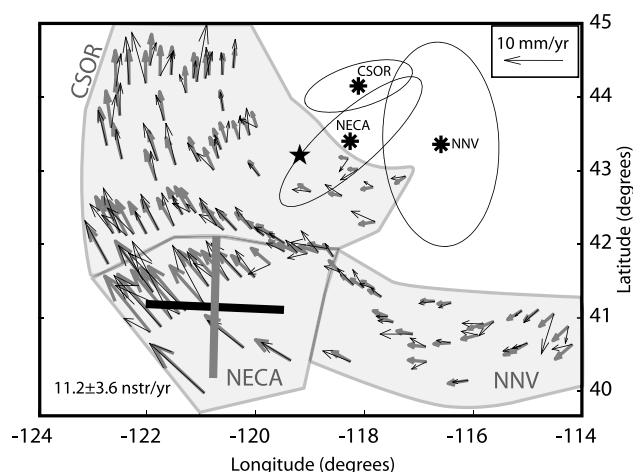 45
10 mm/yr
CSOR
CSOR
44
NECA
NNV
43
42
41
NECA
NNV
40
11.2±3.6 nstr/yr
Latitude (degrees)
-124
-122
-120
-118
-116
-114
Longitude (degrees)